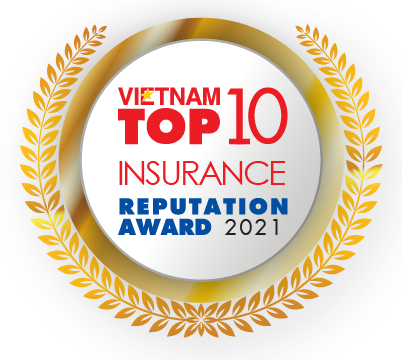 VIETNAM
TOP 10
INSURANCE
REPUTATION
AWARD 2021